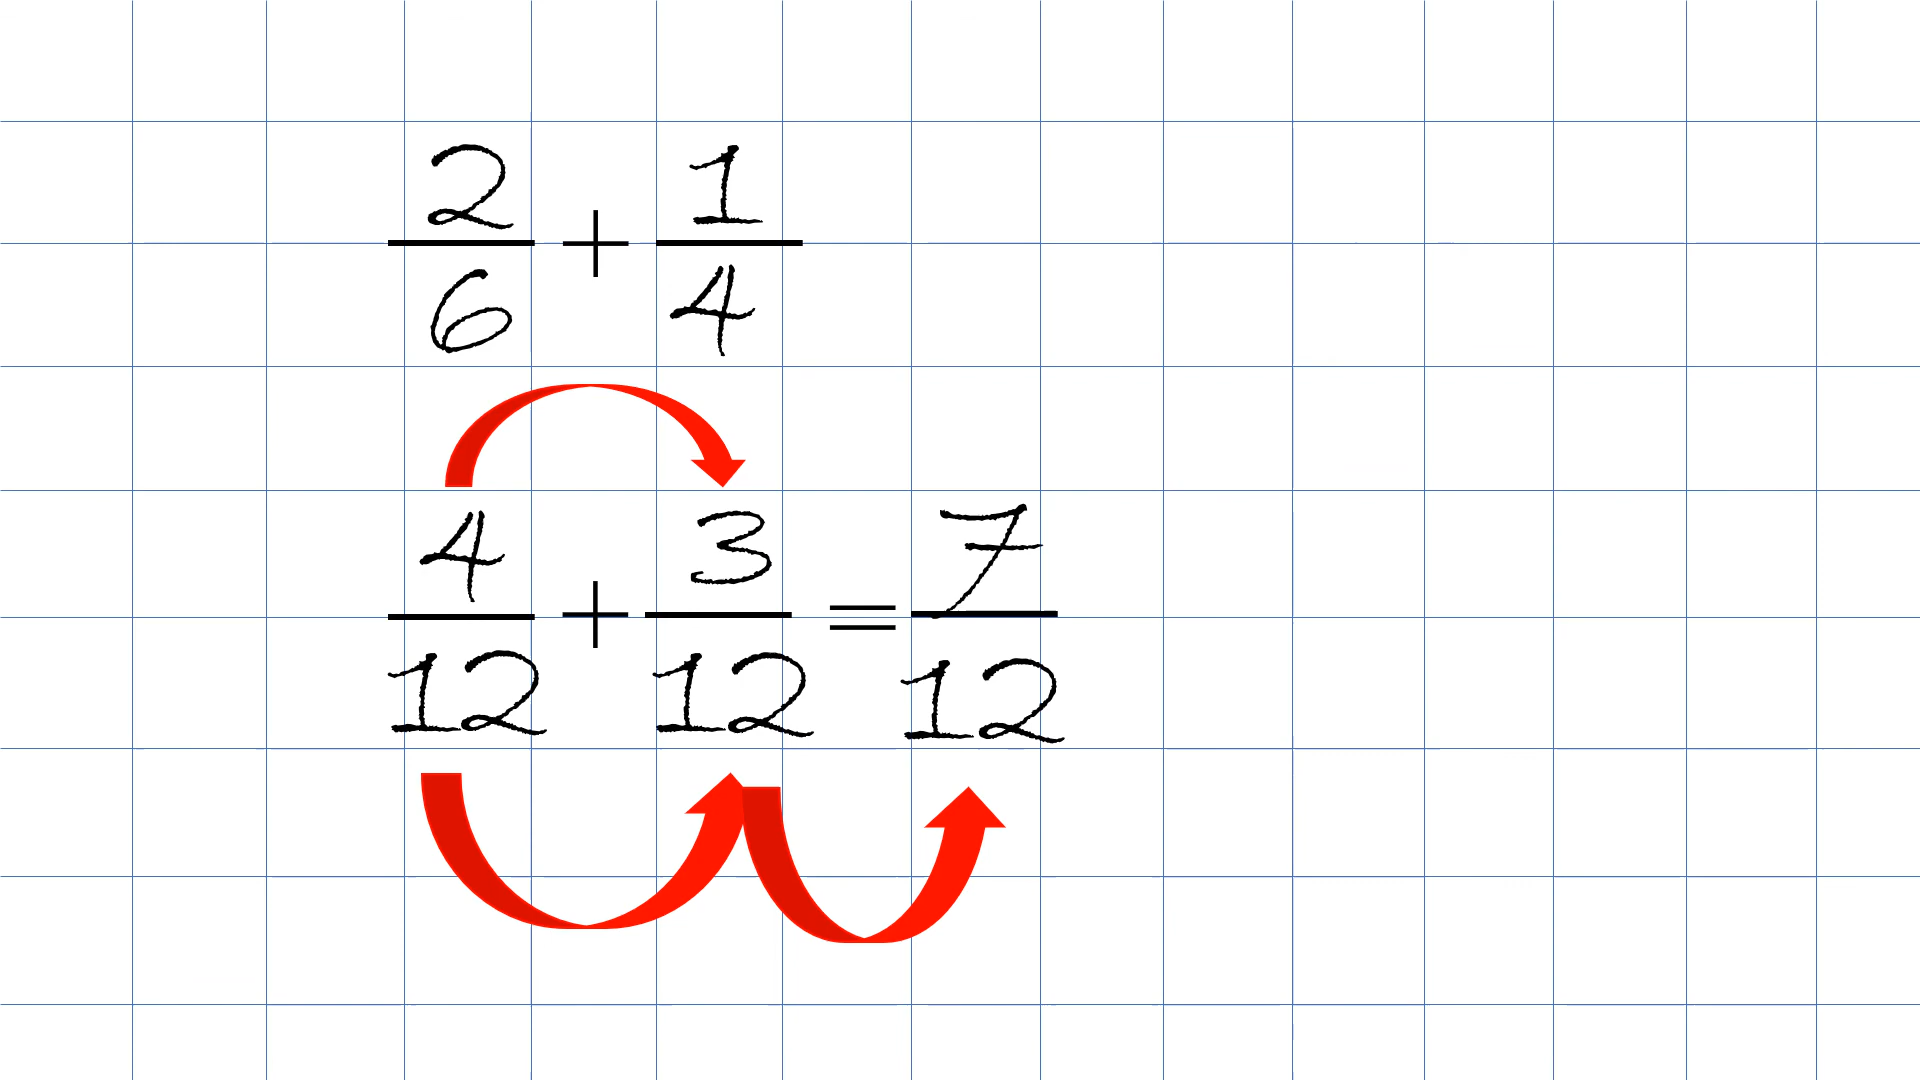 2/6 + 1/4
4/12 + 3/12 = 7/12